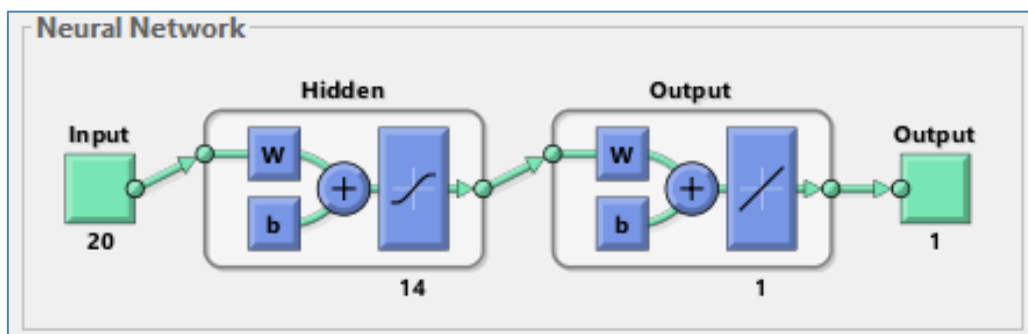 Neural Network
Hidden
Output
Input
Output
W
W
+
+
b
b
20
1
14
1